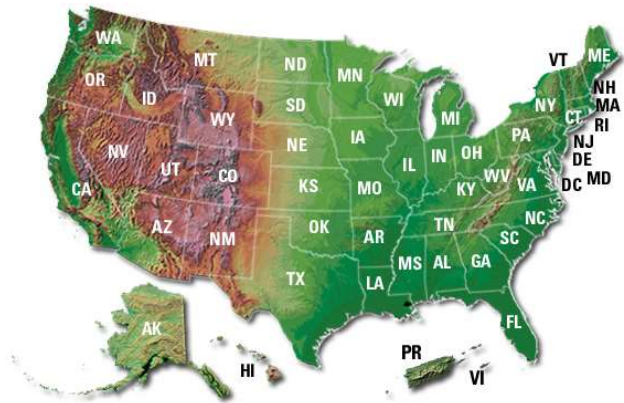 WA
MT
ND
MN
VT
ME
OR
ID
SD
WI
MI
NY
NH
MA
WY
CT
RI
NV
NE
IA
PA
NJ
UT
CO
IL
IN
OH
DE
CA
KS
MO
KY
WV
VA
DC
MD
AZ
NM
OK
AR
TN
NC
SC
TX
LA
MS
AL
GA
AK
FL
HI
PR
VI